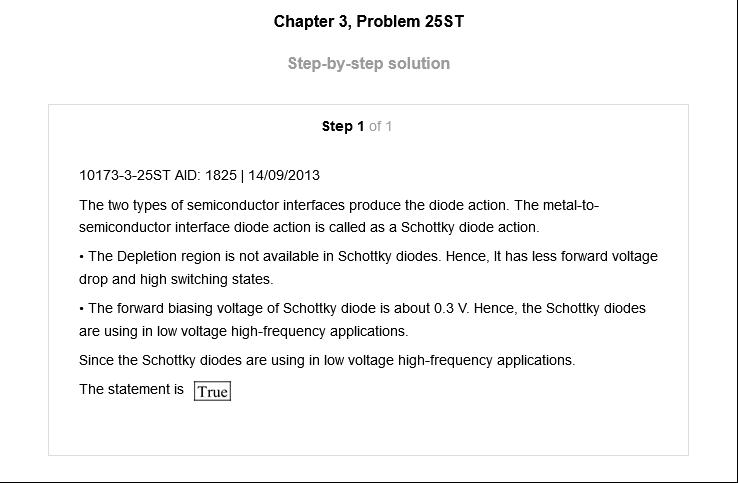 Chapter 3, Problem 25ST
Step-by-step solution
Step 1 of 1
10173-3-25ST AID: 1825 | 14/09/2013
The two types of semiconductor interfaces produce the diode action. The metal-to-
semiconductor interface diode action is called as a Schottky diode action.
• The Depletion region is not available in Schottky diodes. Hence, It has less forward voltage
drop and high switching states.
• The forward biasing voltage of Schottky diode is about 0.3 V. Hence, the Schottky diodes
are using in low voltage high-frequency applications.
Since the Schottky diodes are using in low voltage high-frequency applications.
The statement is True